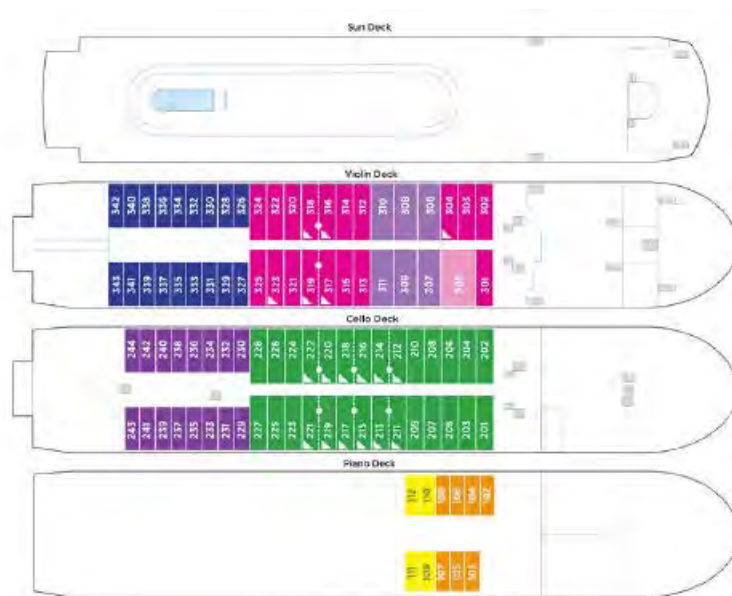 Sun Deck
Violin Deck
342 340 338 336 334 332 330 328 326 324 322 320 318 316 314 312 310 308 306 304 303 302
343 341 339 337 335 333 331 329 327 325 323 321 319 317 315 313 311 309 307 305 301
Cello Deck
244 242 240 238 236 234 232 230 228 226 224 222 220 218 216 214 212 210 208 206 204 202
243 241 239 237 235 233 231 229 227 225 223 221 219 217 215 213 211 209 207 205 203 201
Piano Deck
112 110 108 106 104 102
111 109 107 105 103